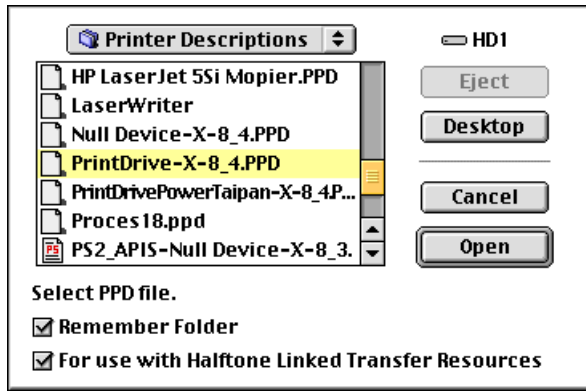 Printer Descriptions
HD1
HP LaserJet 5Si Mopier.PPD
LaserWriter
Null Device-X-8_4.PPD
PrintDrive-X-8_4.PPD
PrintDrivePowerTaipan-X-8_4.P...
Proces18.ppd
PS PS2_APIS-Null Device-X-8_3.
Eject
Desktop
Cancel
Open
Select PPD file.
Remember Folder
For use with Halftone Linked Transfer Resources